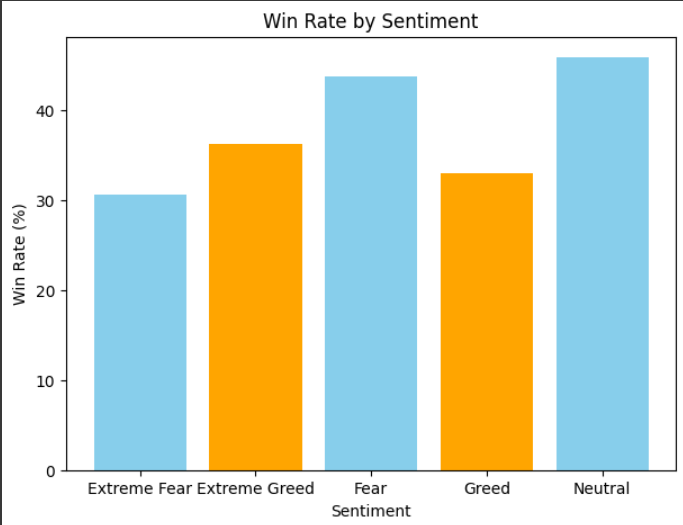 Win Rate by Sentiment
Win Rate (%)
40
30
20
10
0
Extreme Fear Extreme Greed Fear Greed Neutral
Sentiment